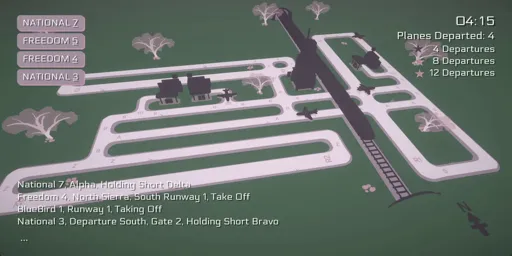 NATIONAL 7
FREEDOM 5
FREEDOM 4
NATIONAL 3
04:15
Planes Departed: 4
4 Departures
8 Departures
12 Departures
National 7, Alpha, Holding Short Delta
Freedom 4, North Sierra, South Runway 1, Take Off
BlueBird 1, Runway 1, Taking Off
National 3, Departure South, Gate 2, Holding Short Bravo
...